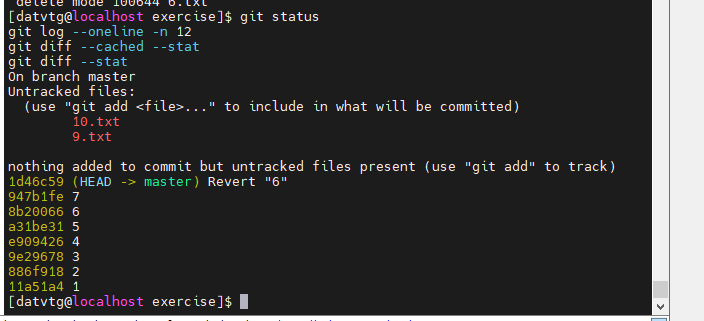 delete mode 100644 6.txt
[datvtg@localhost exercise]$ git status
git log --oneline -n 12
git diff --cached --stat
git diff --stat
On branch master
Untracked files:
  (use "git add <file>..." to include in what will be committed)
        10.txt
        9.txt

nothing added to commit but untracked files present (use "git add" to track)
1d46c59 (HEAD -> master) Revert "6"
947b1fe 7
8b20066 6
a31be31 5
e909426 4
9e29678 3
886f918 2
11a51a4 1
[datvtg@localhost exercise]$